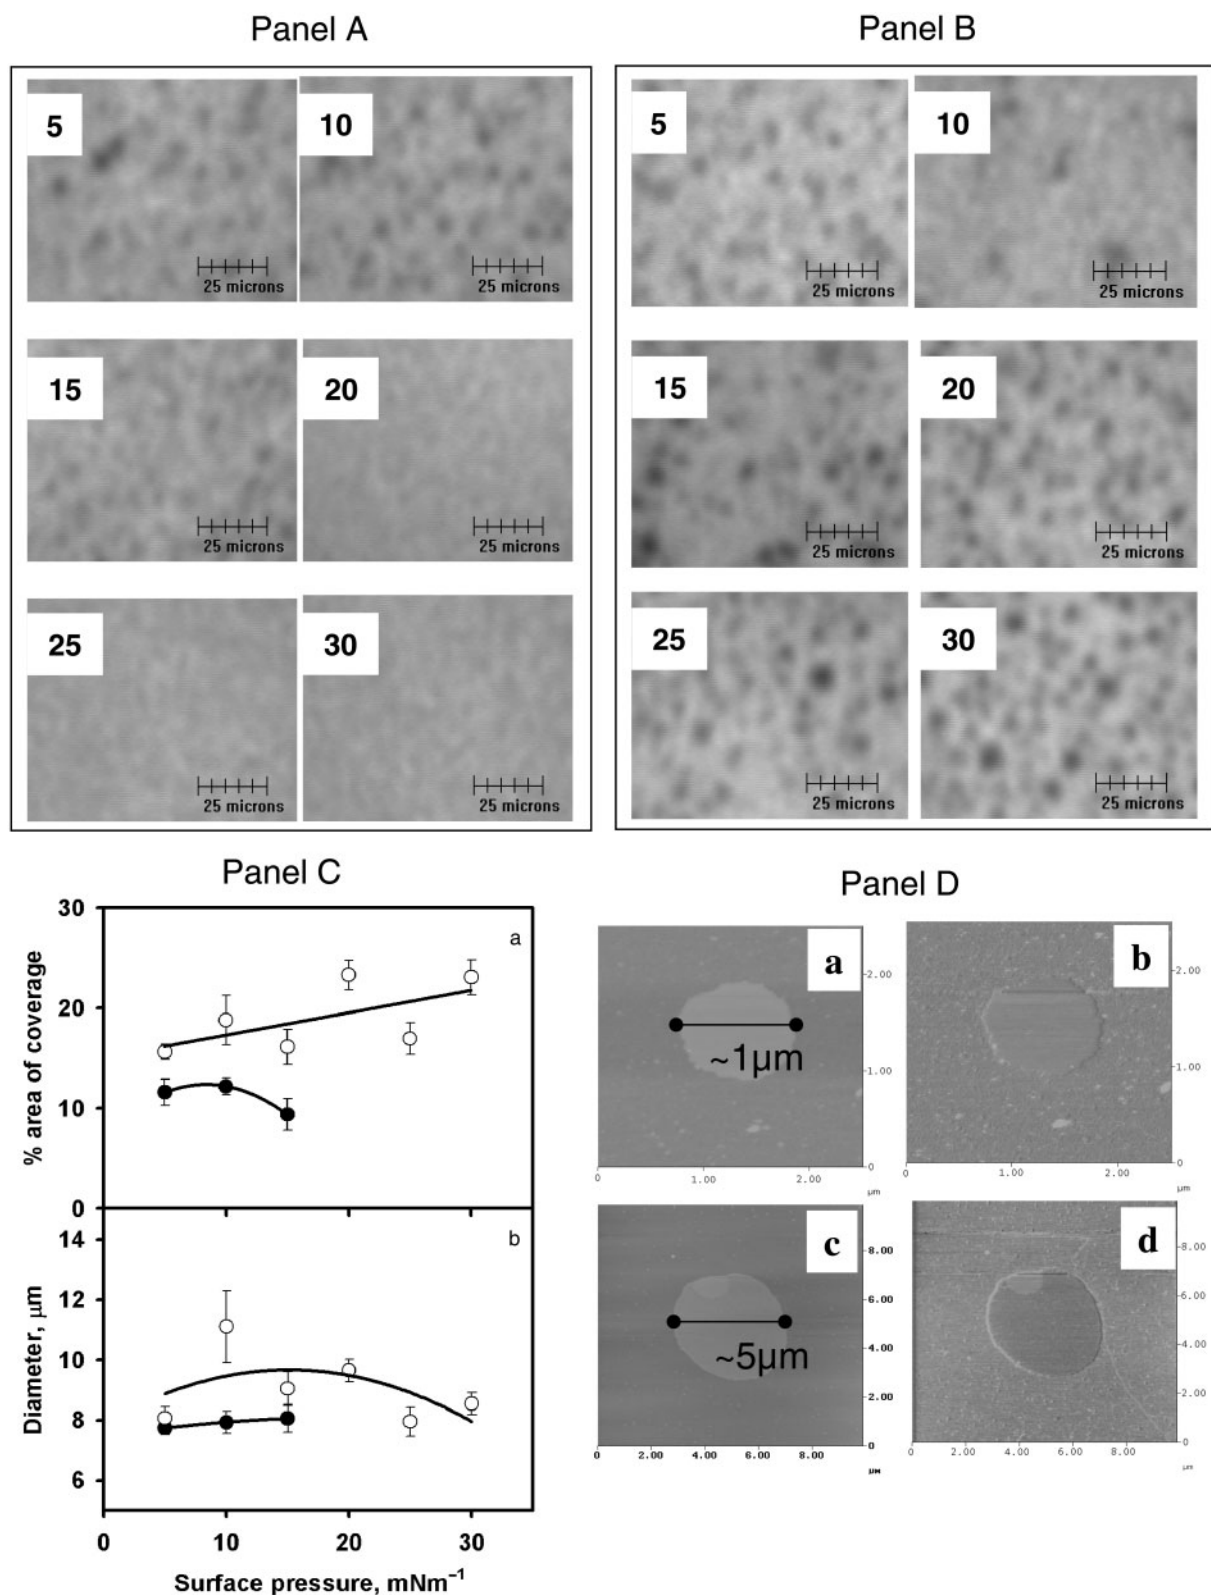 Panel A
Panel B
5
10
5
10
25 microns
25 microns
25 microns
25 microns
15
20
15
20
25 microns
25 microns
25 microns
25 microns
25
30
25
30
25 microns
25 microns
25 microns
25 microns
Panel C
30
20
10
0
% area of coverage
a
14
12
10
8
6
Diameter, µm
b
0
10
20
30
Surface pressure, mNm⁻¹
Panel D
a
~1µm
2.00
1.00
0
1.00
2.00
µm
b
2.00
1.00
0
0
1.00
2.00
µm
c
~5µm
8.00
6.00
4.00
2.00
0
0
2.00
4.00
6.00
8.00
µm
d
8.00
6.00
4.00
2.00
0
0
2.00
4.00
6.00
8.00
µm